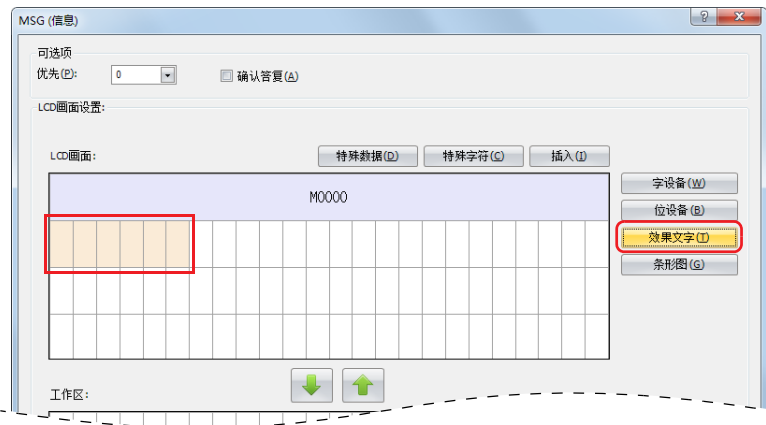 MSG (信息)
可选项
优先(P): 0 确认答复(A)
LCD画面设置:
LCD画面: 特殊数据(D) 特殊字符(C) 插入(I)
M0000
字设备(W)
位设备(B)
效果文字(T)
条形图(G)
工作区: